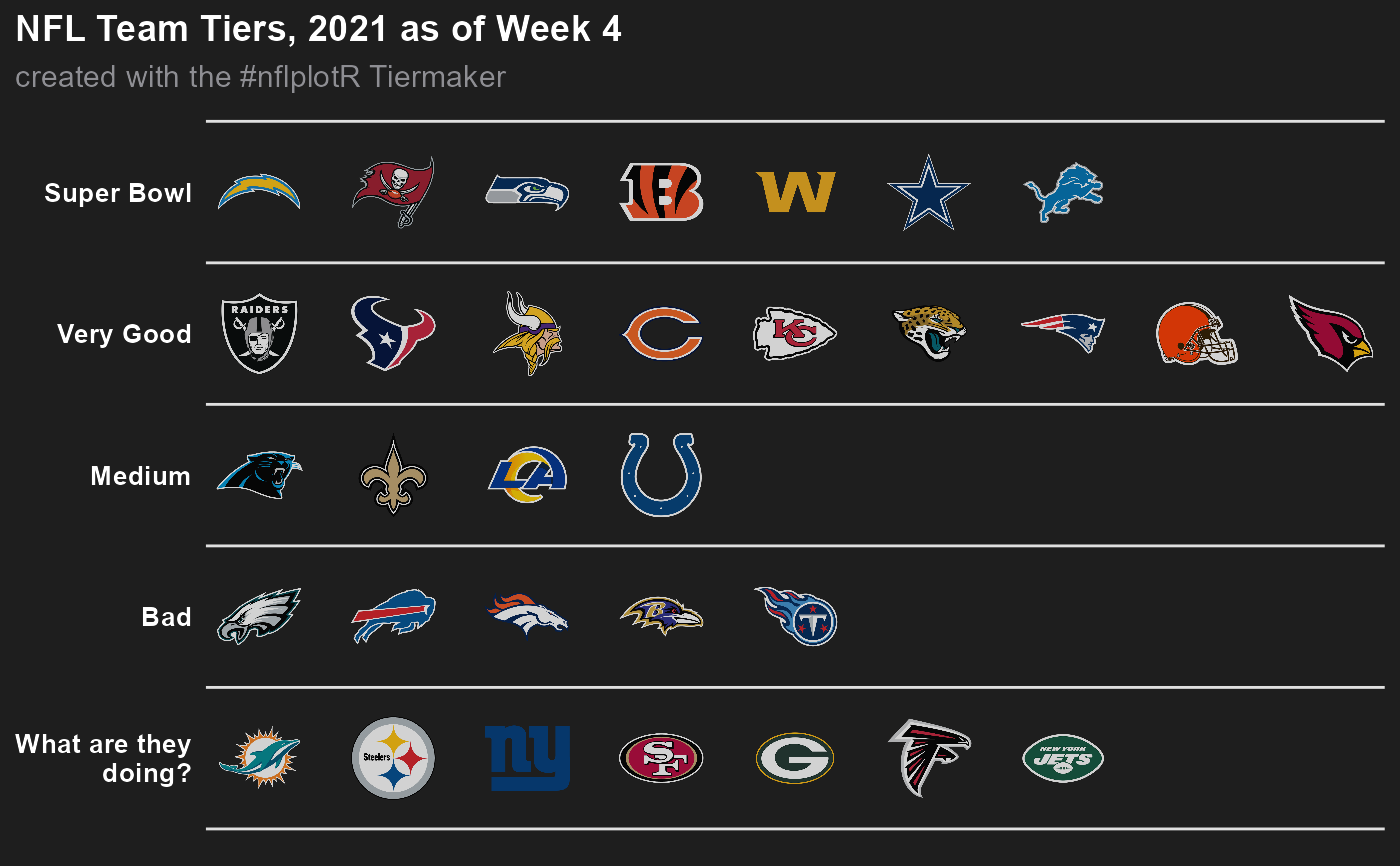 NFL Team Tiers, 2021 as of Week 4
created with the #nflplotR Tiermaker
Super Bowl
B
W
Very Good
RAIDERS
C
KC
Medium
LA
Bad
B
T
What are they
doing?
Steelers
ny
SF
G
F
NEW YORK
JETS